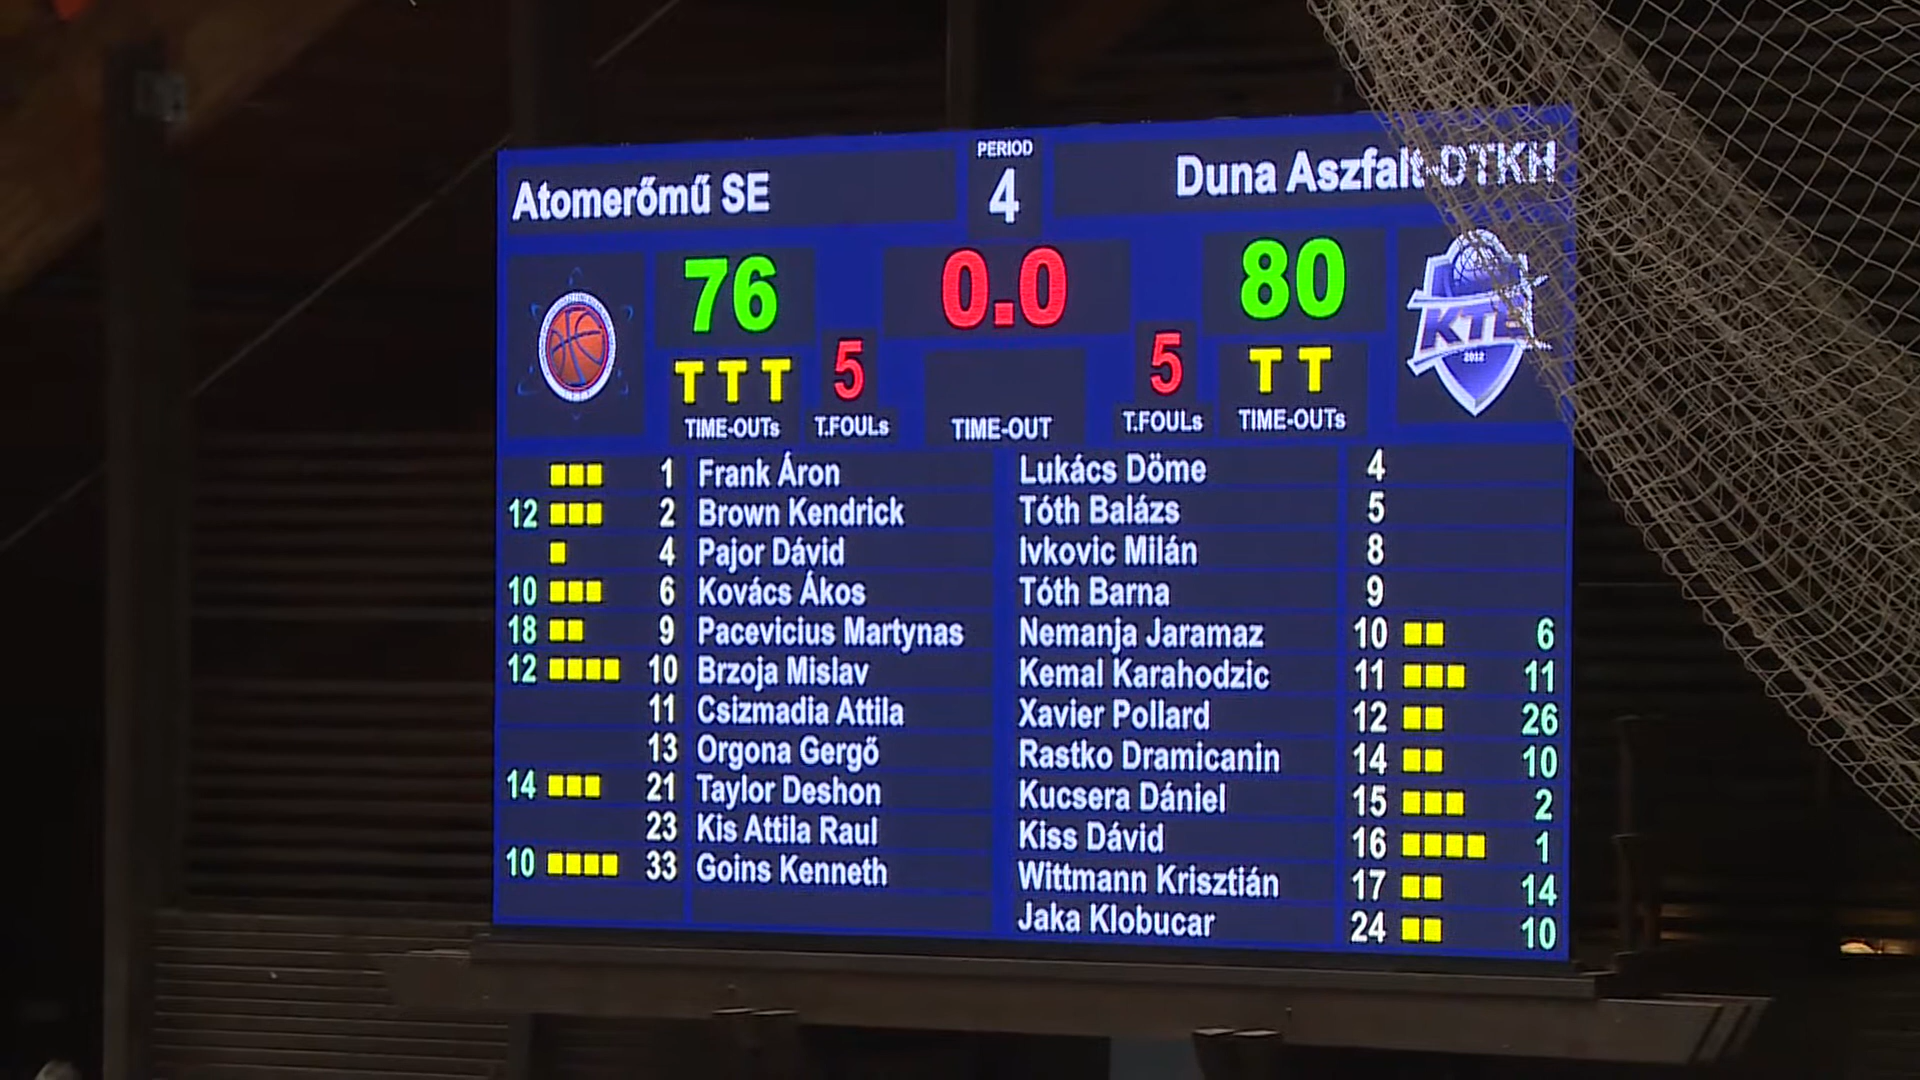 PERIOD
Atomerőmű SE 4 Duna Aszfalt-DTKH
76 0.0 80
T T T 5 5 T T
TIME-OUTs T.FOULs TIME-OUT T.FOULs TIME-OUTs
KTE
2012
1 Frank Áron Lukács Döme 4
12 2 Brown Kendrick Tóth Balázs 5
4 Pajor Dávid Ivkovic Milán 8
10 6 Kovács Ákos Tóth Barna 9
18 9 Pacevicius Martynas Nemanja Jaramaz 10 6
12 10 Brzoja Mislav Kemal Karahodzic 11 11
11 Csizmadia Attila Xavier Pollard 12 26
13 Orgona Gergő Rastko Dramicanin 14 10
14 21 Taylor Deshon Kucsera Dániel 15 2
23 Kis Attila Raul Kiss Dávid 16 1
10 33 Goins Kenneth Wittmann Krisztián 17 14
Jaka Klobucar 24 10